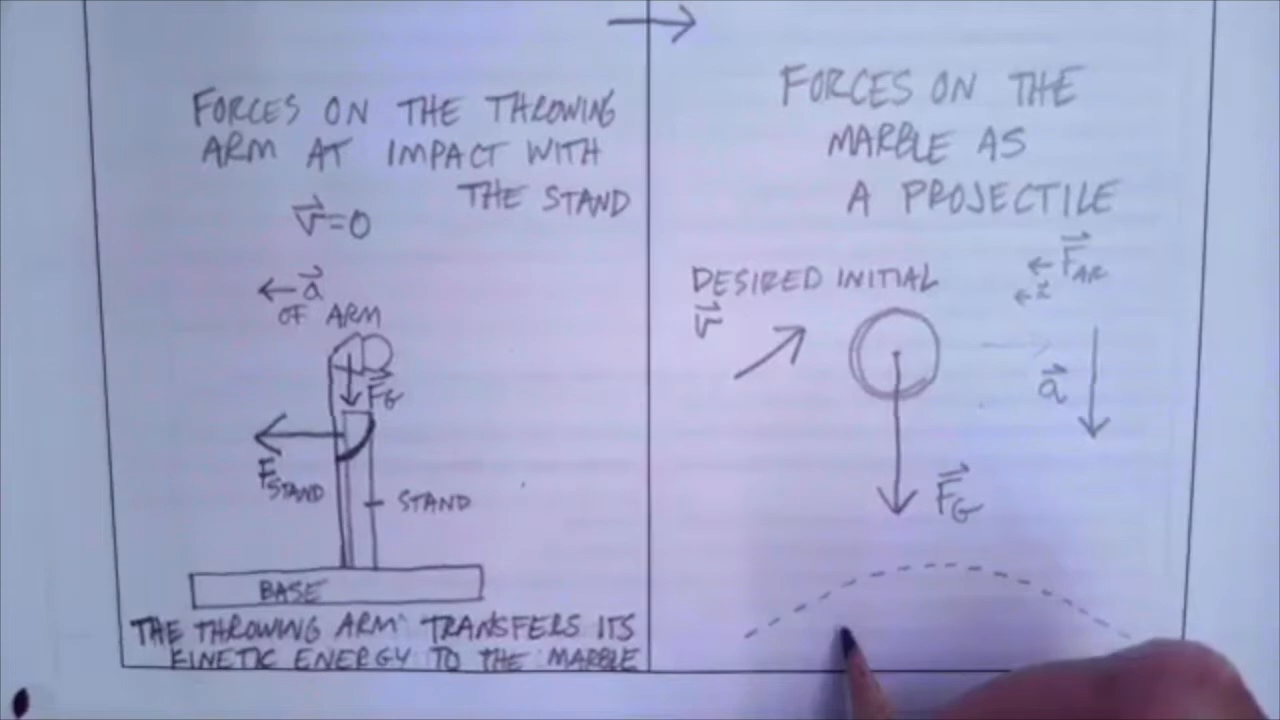 FORCES ON THE THROWING
ARM AT IMPACT WITH
THE STAND
v=0
a
OF ARM
FG
FSTAND
STAND
BASE
THE THROWING ARM TRANSFERS ITS
KINETIC ENERGY TO THE MARBLE
FORCES ON THE
MARBLE AS
A PROJECTILE
DESIRED INITIAL
v
FAR
a
FG